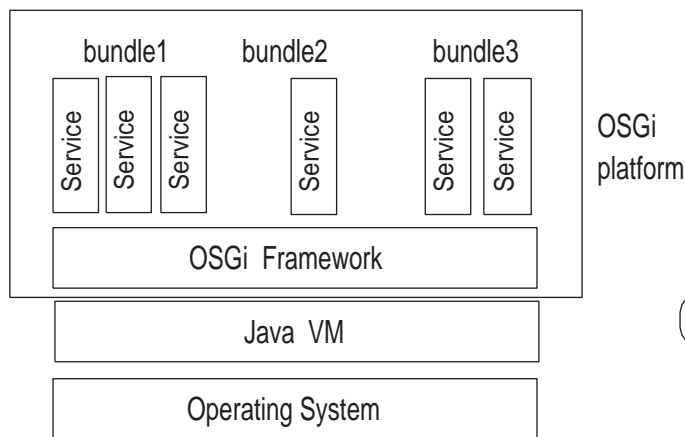 bundle1 bundle2 bundle3
Service Service Service Service Service Service
OSGi
platform
OSGi Framework
Java VM
Operating System